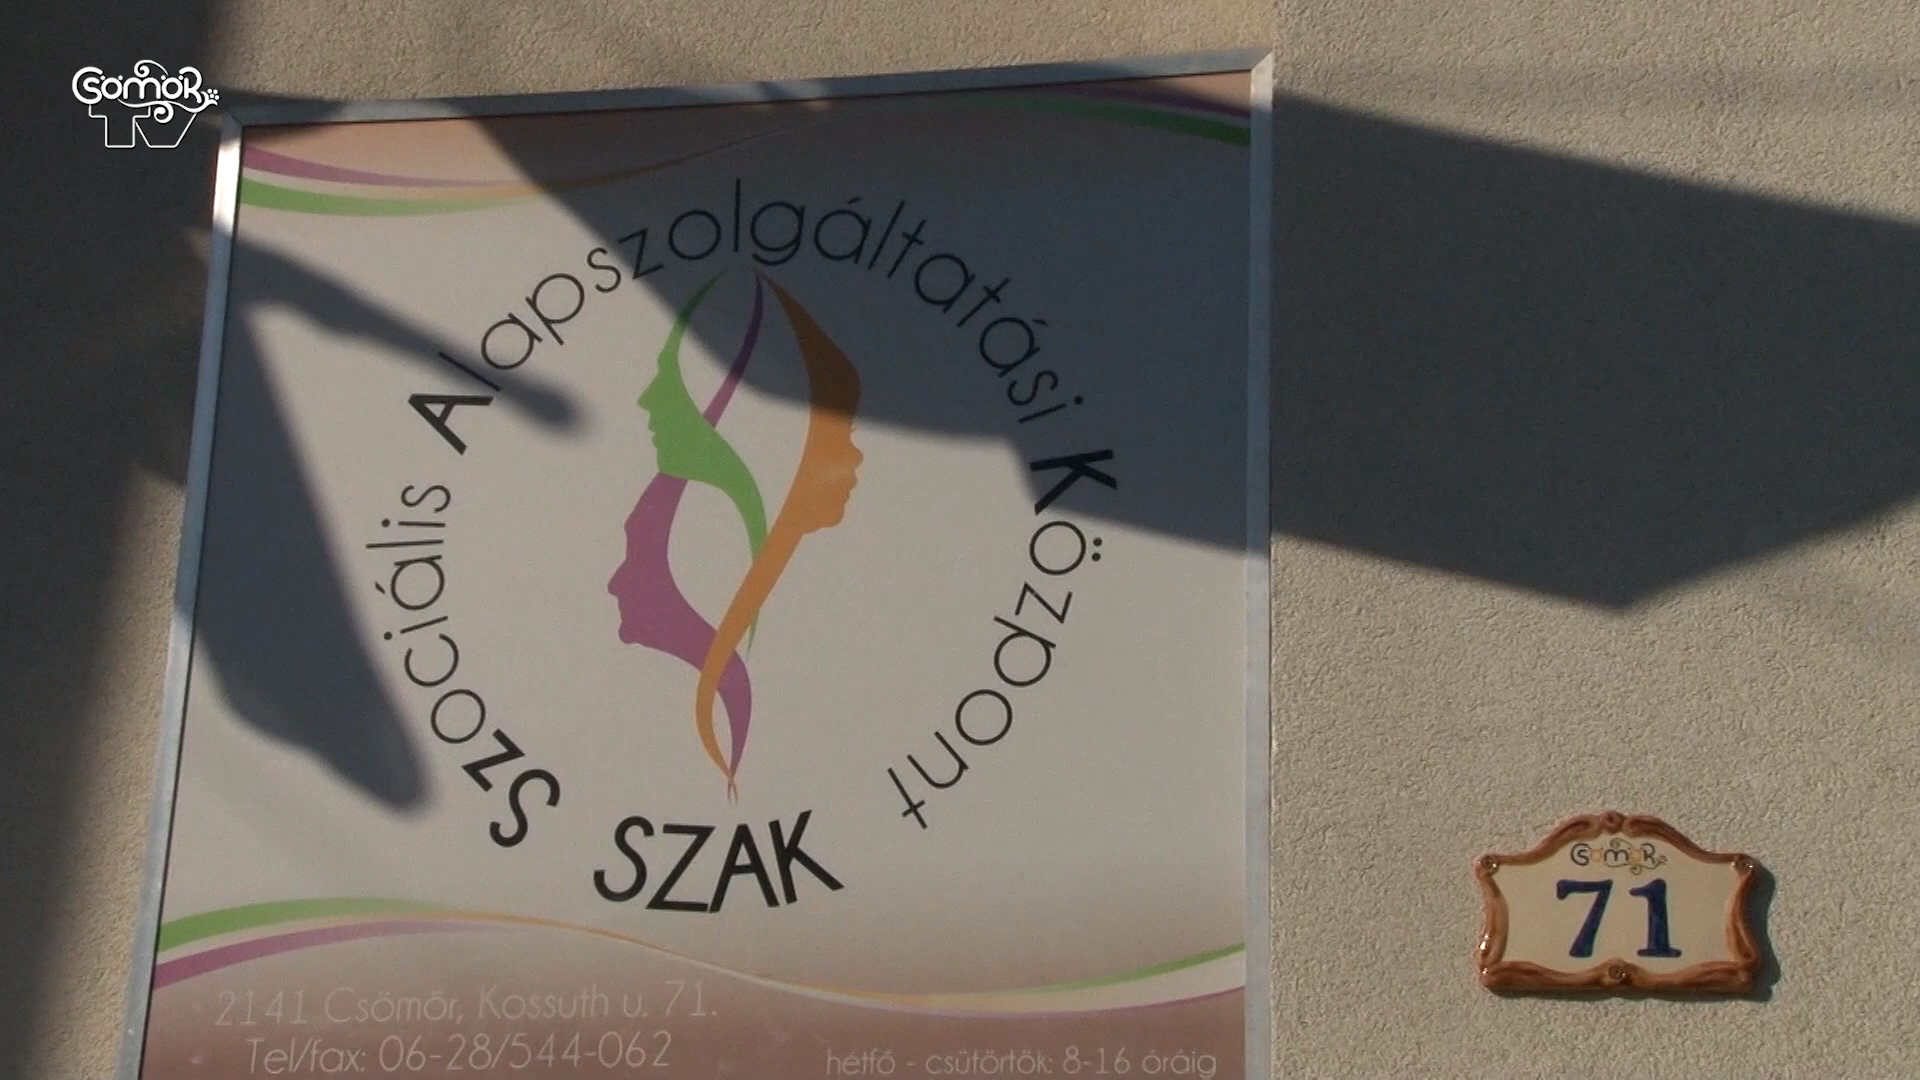 CSÖMÖR
TV
Szociális Alapszolgáltatási Központ
SZAK
2141 Csömör, Kossuth u. 71.
Tel/fax: 06-28/544-062
hétfő - csütörtök: 8-16 óráig
CSÖMÖR
71